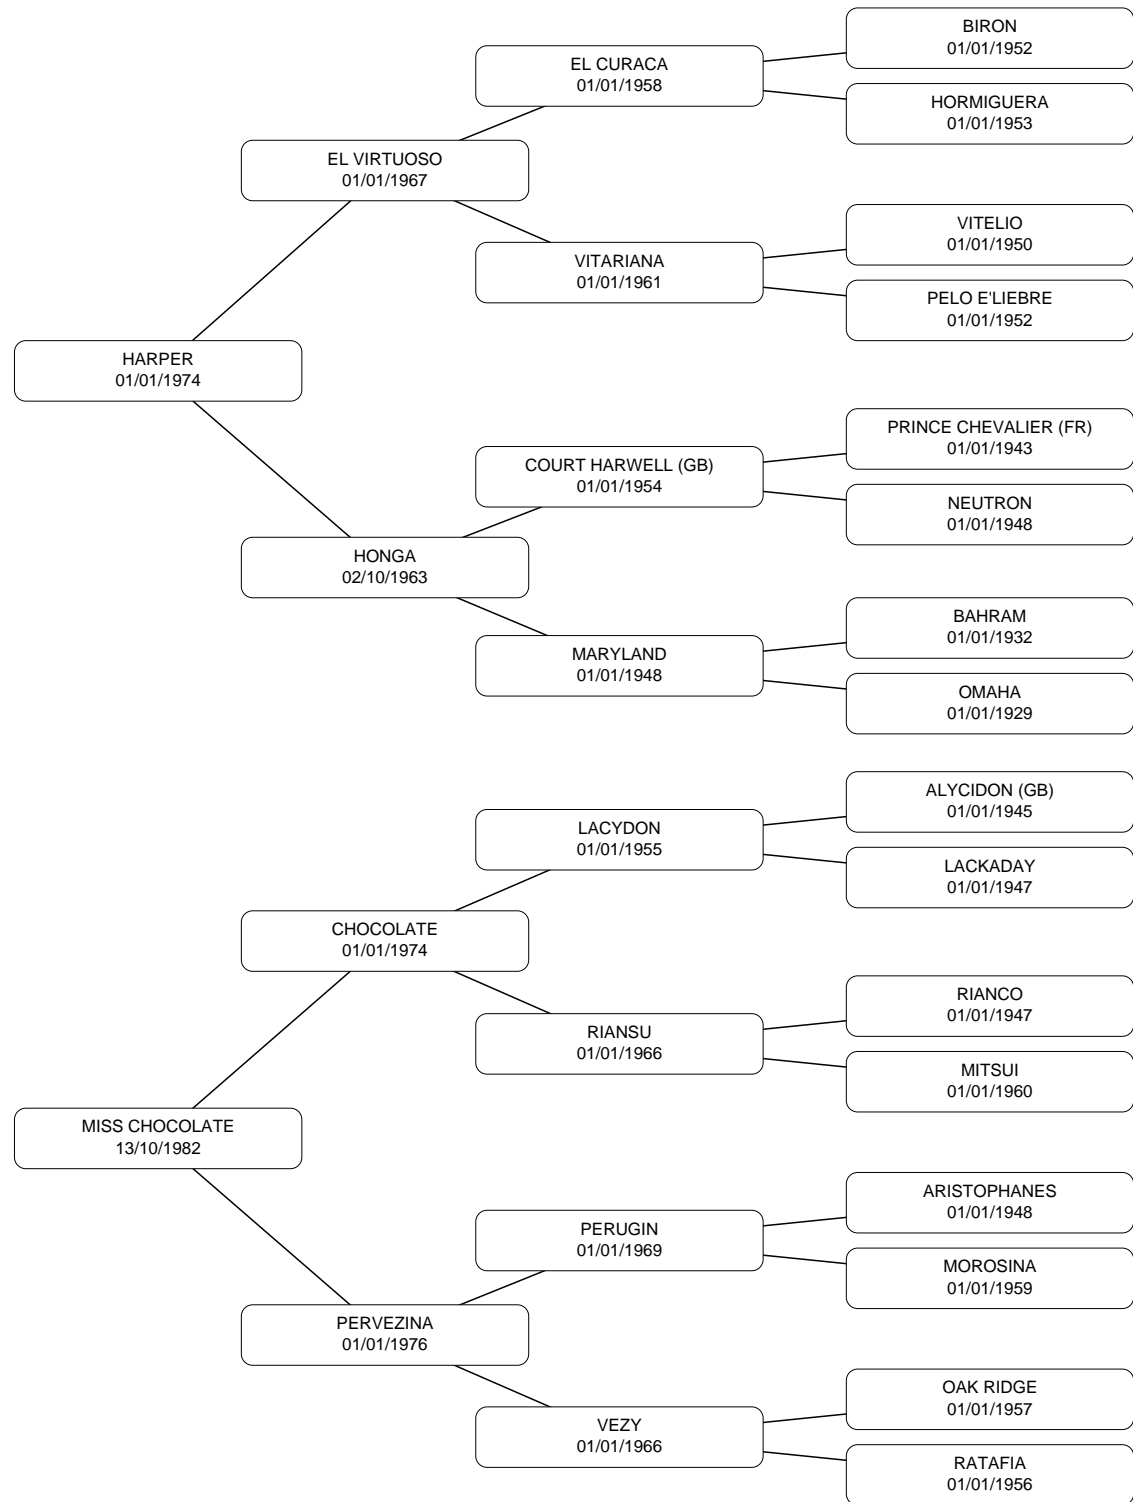 BIRON
01/01/1952
EL CURACA
01/01/1958
HORMIGUERA
01/01/1953
EL VIRTUOSO
01/01/1967
VITELIO
01/01/1950
VITARIANA
01/01/1961
PELO E'LIEBRE
01/01/1952
HARPER
01/01/1974
PRINCE CHEVALIER (FR)
01/01/1943
COURT HARWELL (GB)
01/01/1954
NEUTRON
01/01/1948
HONGA
02/10/1963
BAHRAM
01/01/1932
MARYLAND
01/01/1948
OMAHA
01/01/1929
ALYCIDON (GB)
01/01/1945
LACYDON
01/01/1955
LACKADAY
01/01/1947
CHOCOLATE
01/01/1974
RIANCO
01/01/1947
RIANSU
01/01/1966
MITSUI
01/01/1960
MISS CHOCOLATE
13/10/1982
ARISTOPHANES
01/01/1948
PERUGIN
01/01/1969
MOROSINA
01/01/1959
PERVEZINA
01/01/1976
OAK RIDGE
01/01/1957
VEZY
01/01/1966
RATAFIA
01/01/1956